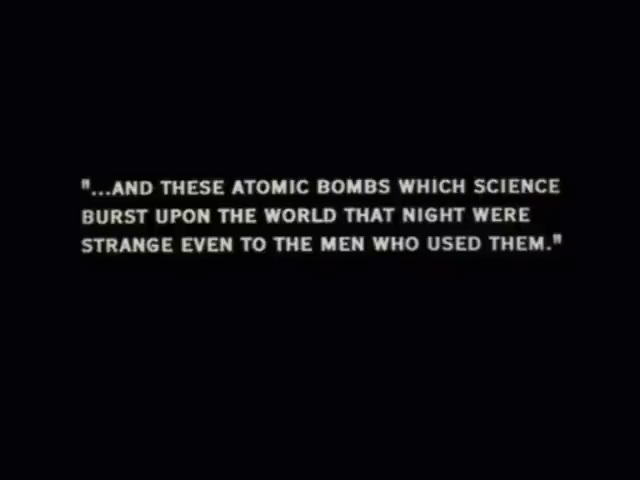 "...AND THESE ATOMIC BOMBS WHICH SCIENCE
BURST UPON THE WORLD THAT NIGHT WERE
STRANGE EVEN TO THE MEN WHO USED THEM."